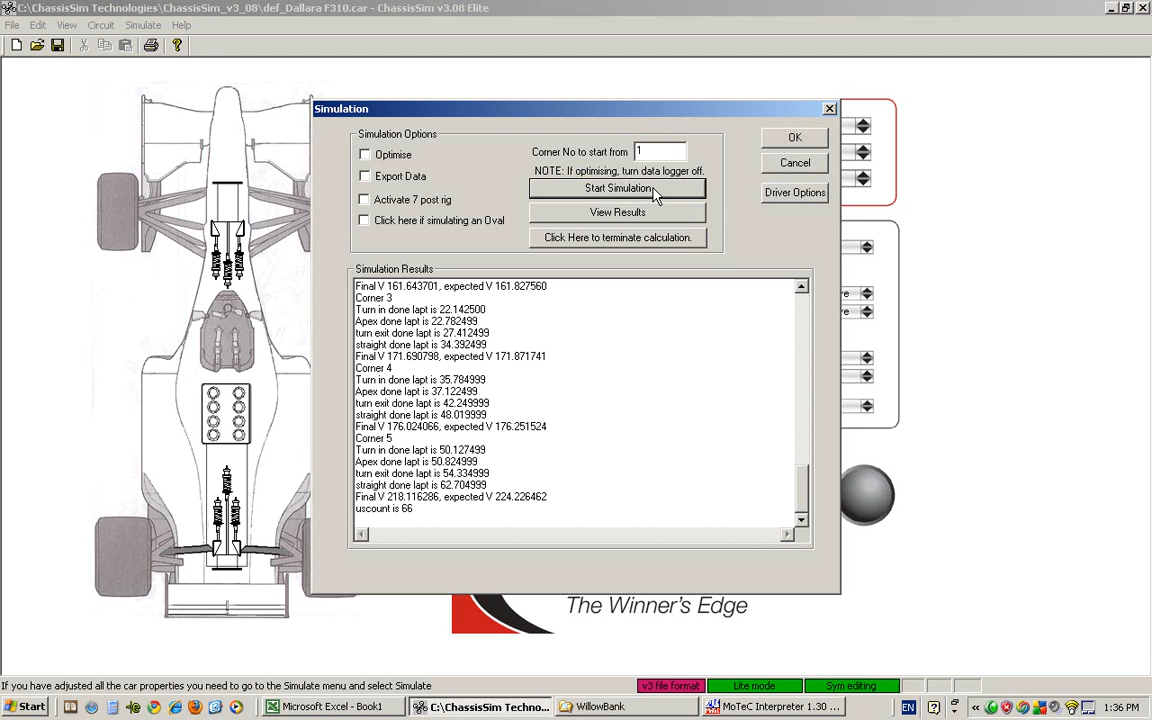 C:\ChassisSim Technologies\ChassisSim_v3_08\def_Dallara F310.car - ChassisSim v3.08 Elite
File Edit View Circuit Simulate Help
Simulation
Simulation Options
Optimise
Export Data
Activate 7 post rig
Click here if simulating an Oval
Corner No to start from 1
NOTE: If optimising, turn data logger off.
Start Simulation
View Results
Click Here to terminate calculation.
OK
Cancel
Driver Options
Simulation Results
Final V 161.643701, expected V 161.827560
Corner 3
Turn in done lapt is 22.142500
Apex done lapt is 22.782499
turn exit done lapt is 27.412499
straight done lapt is 34.392499
Final V 171.690798, expected V 171.871741
Corner 4
Turn in done lapt is 35.784999
Apex done lapt is 37.122499
turn exit done lapt is 42.249999
straight done lapt is 48.019999
Final V 176.024066, expected V 176.251524
Corner 5
Turn in done lapt is 50.127499
Apex done lapt is 50.824999
turn exit done lapt is 54.334999
straight done lapt is 62.704999
Final V 218.116286, expected V 224.226462
uscount is 66
re
re
The Winner's Edge
If you have adjusted all the car properties you need to go to the Simulate menu and select Simulate
v3 file format
Lite mode
Sym editing
Start
Microsoft Excel - Book1
C:\ChassisSim Techno...
WillowBank
MoTeC Interpreter 1.30 ...
EN
1:36 PM